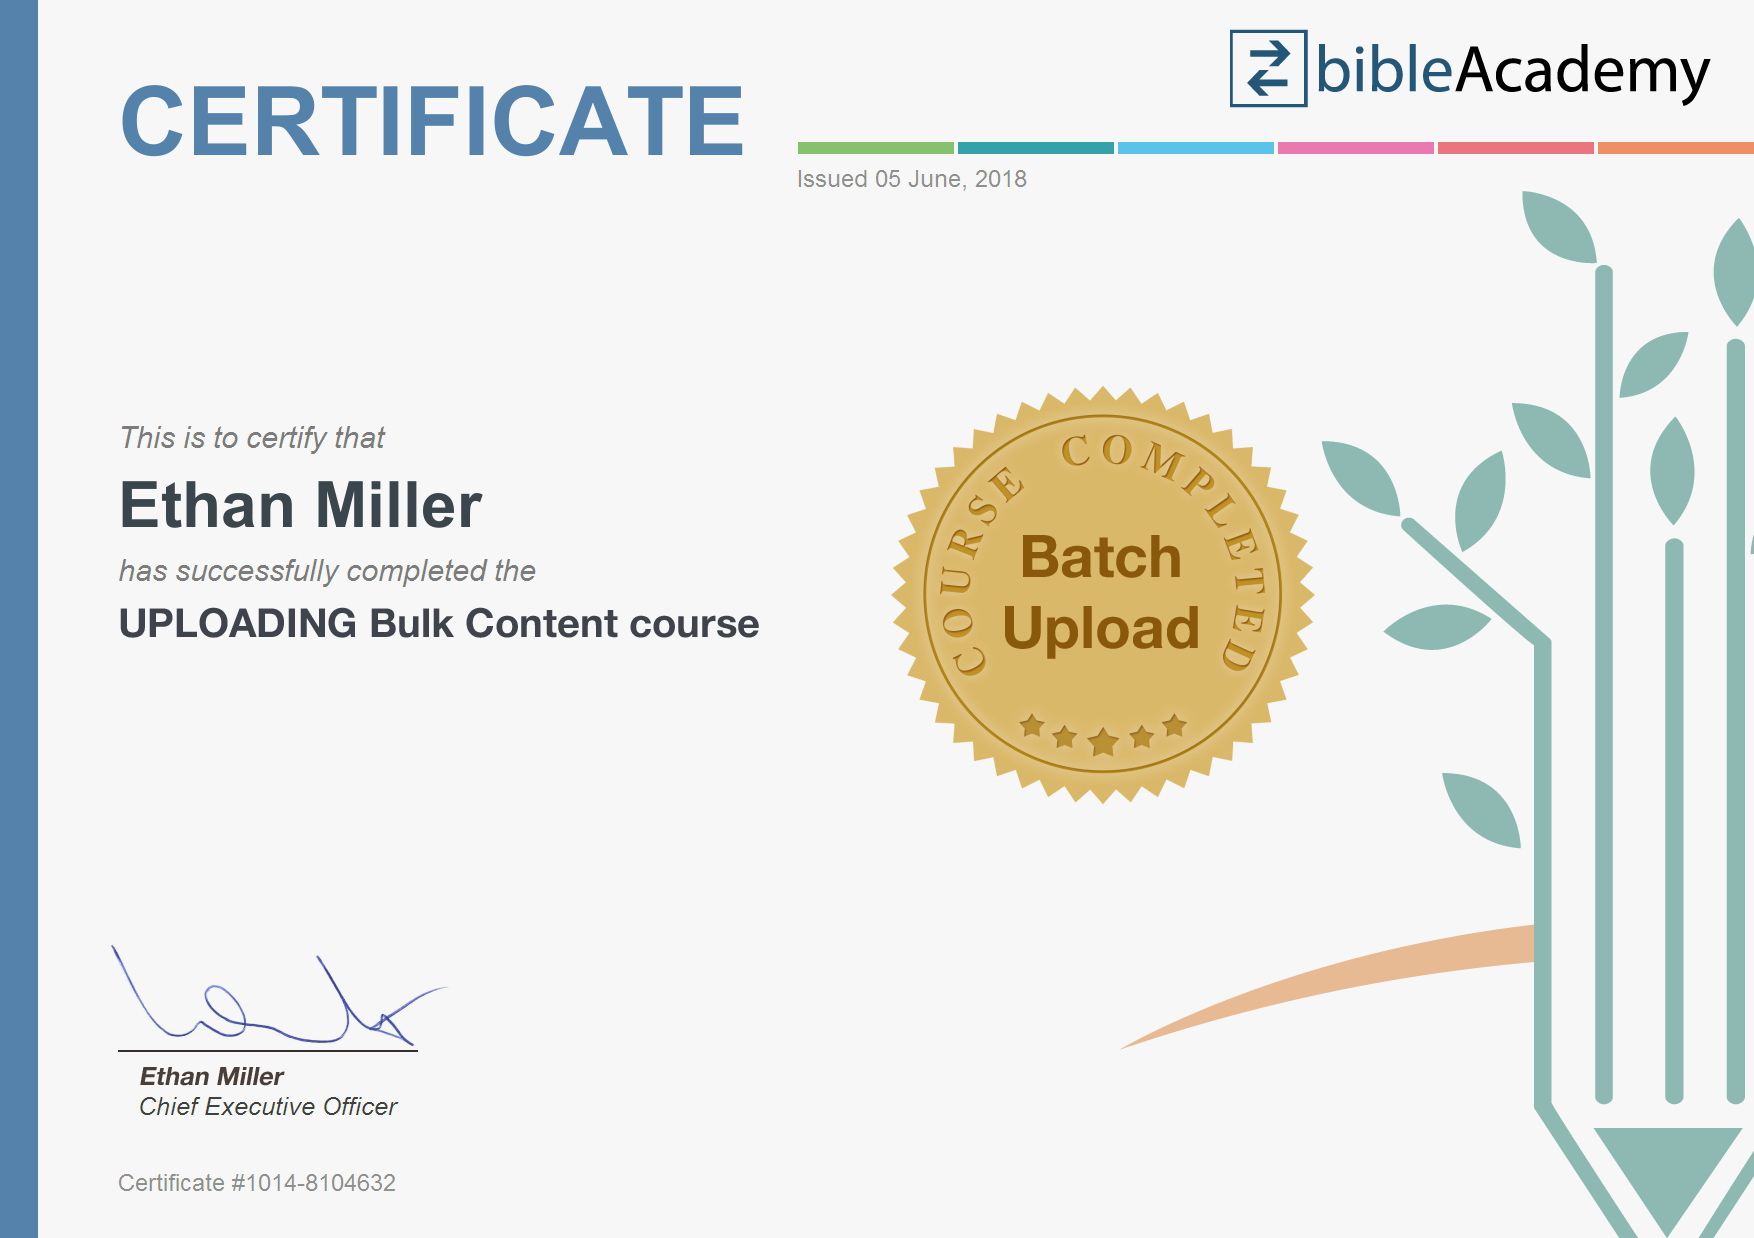 bibleAcademy
CERTIFICATE
Issued 05 June, 2018
This is to certify that
Ethan Miller
has successfully completed the
UPLOADING Bulk Content course
COURSE COMPLETED
Batch
Upload
Ethan Miller
Chief Executive Officer
Certificate #1014-8104632